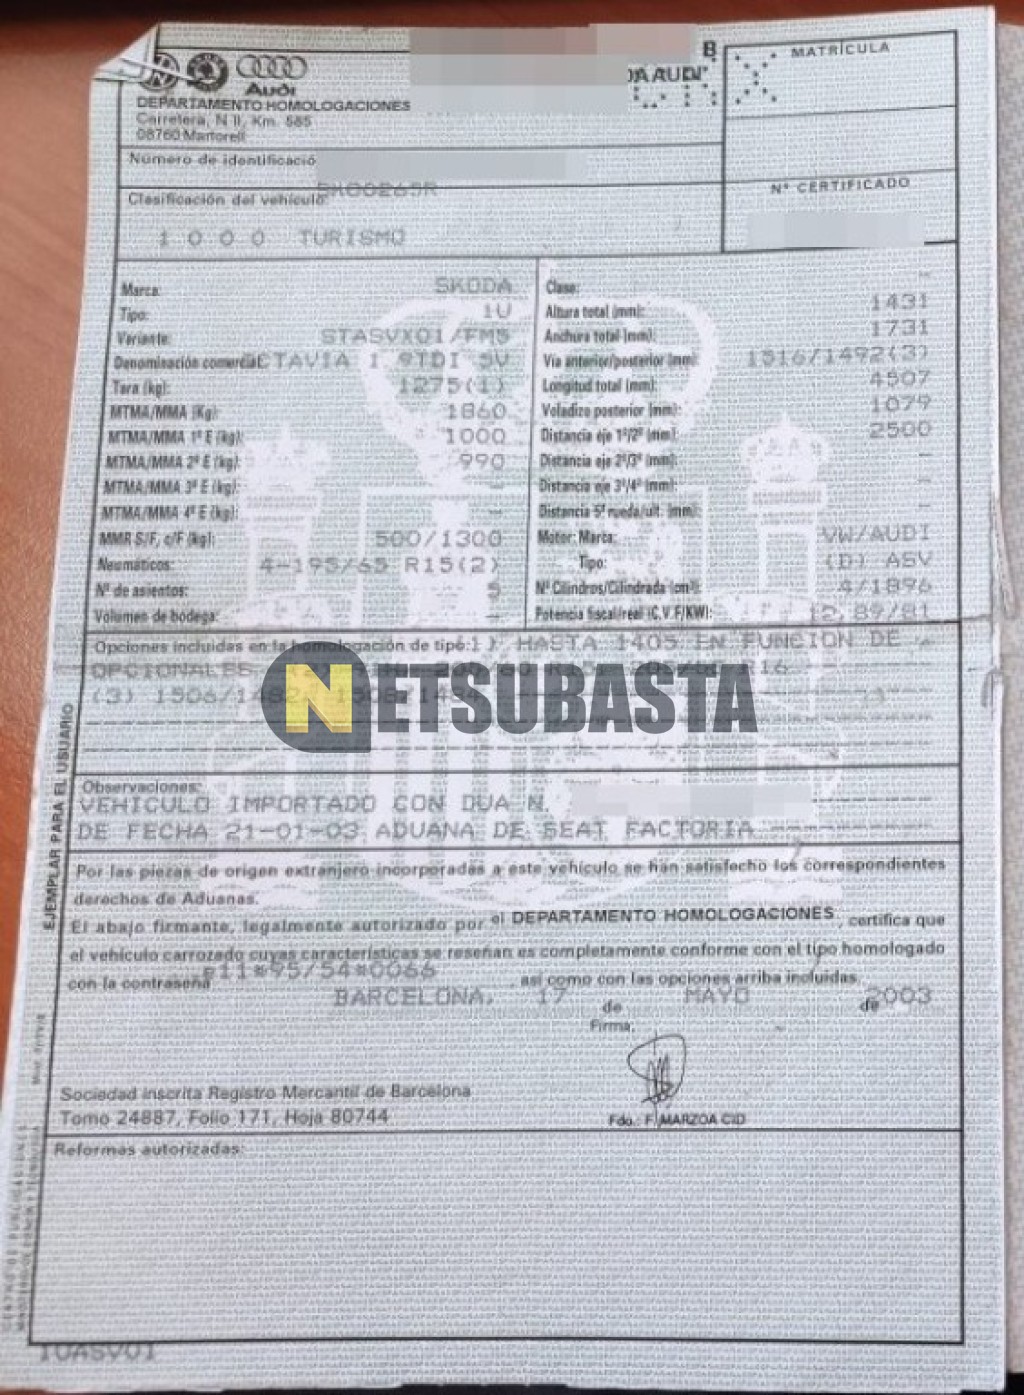 B MATRÍCULA
Audi
DEPARTAMENTO HOMOLOGACIONES
Carretera, N II, Km. 585
08760 Martorell
Número de identificació
SK00265R
Nº CERTIFICADO
Clasificación del vehículo:
1 0 0 0 TURISMO
Marca: SKODA
Tipo: 1U
Variante: STASVX01/FM5
Denominación comercial: CTAVIA 1 9TDI 5V
Tara (kg): 1275(1)
MTMA/MMA (Kg): 1860
MTMA/MMA 1º E (kg): 1000
MTMA/MMA 2º E (kg): 990
MTMA/MMA 3º E (kg): -
MTMA/MMA 4º E (kg): -
MMR S/F, c/F (kg): 500/1300
Neumáticos: 4-195/65 R15(2)
Nº de asientos: 5
Volumen de bodega: -
Clase: -
Altura total (mm): 1431
Anchura total (mm): 1731
Vía anterior/posterior (mm): 1516/1492(3)
Longitud total (mm): 4507
Voladizo posterior (mm): 1079
Distancia eje 1º/2º (mm): 2500
Distancia eje 2º/3º (mm): -
Distancia eje 3º/4º (mm): -
Distancia 5ª rueda/ult. (mm): -
Motor: Marca: VW/AUDI
Tipo: (D) ASV
Nº Cilindros/Cilindrada (cm³): 4/1896
Potencia fiscal/real (C.V.F/KW): 12,89/81
Opciones incluidas en la homologación de tipo: 1) HASTA 1405 EN FUNCION DE
OPCIONALES
(3) 1506/1482
NETSUBASTA
Observaciones:
VEHICULO IMPORTADO CON DUA N.
DE FECHA 21-01-03 ADUANA DE SEAT FACTORIA
Por las piezas de origen extranjero incorporadas a este vehículo se han satisfecho los correspondientes
derechos de Aduanas.
El abajo firmante, legalmente autorizado por el DEPARTAMENTO HOMOLOGACIONES, certifica que
el vehículo carrozado cuyas características se reseñan es completamente conforme con el tipo homologado
con la contraseña e11*95/54*0066 así como con las opciones arriba incluidas.
BARCELONA, 17 de MAYO de 2003
Firma:
Sociedad inscrita Registro Mercantil de Barcelona
Tomo 24887, Folio 171, Hoja 80744
Fdo.: F. MARZOA CID
Reformas autorizadas:
EJEMPLAR PARA EL USUARIO
1UASV01